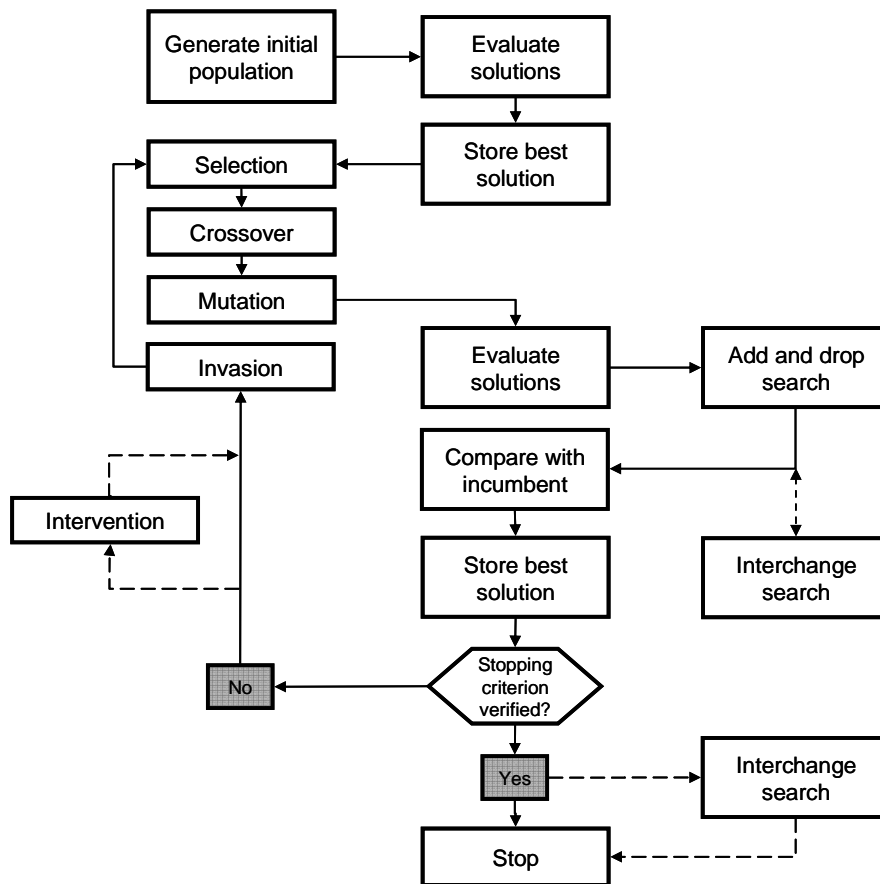 Generate initial
population
Evaluate
solutions
Store best
solution
Selection
Crossover
Mutation
Invasion
Evaluate
solutions
Add and drop
search
Compare with
incumbent
Intervention
Store best
solution
Interchange
search
Stopping
criterion
verified?
No
Yes
Interchange
search
Stop